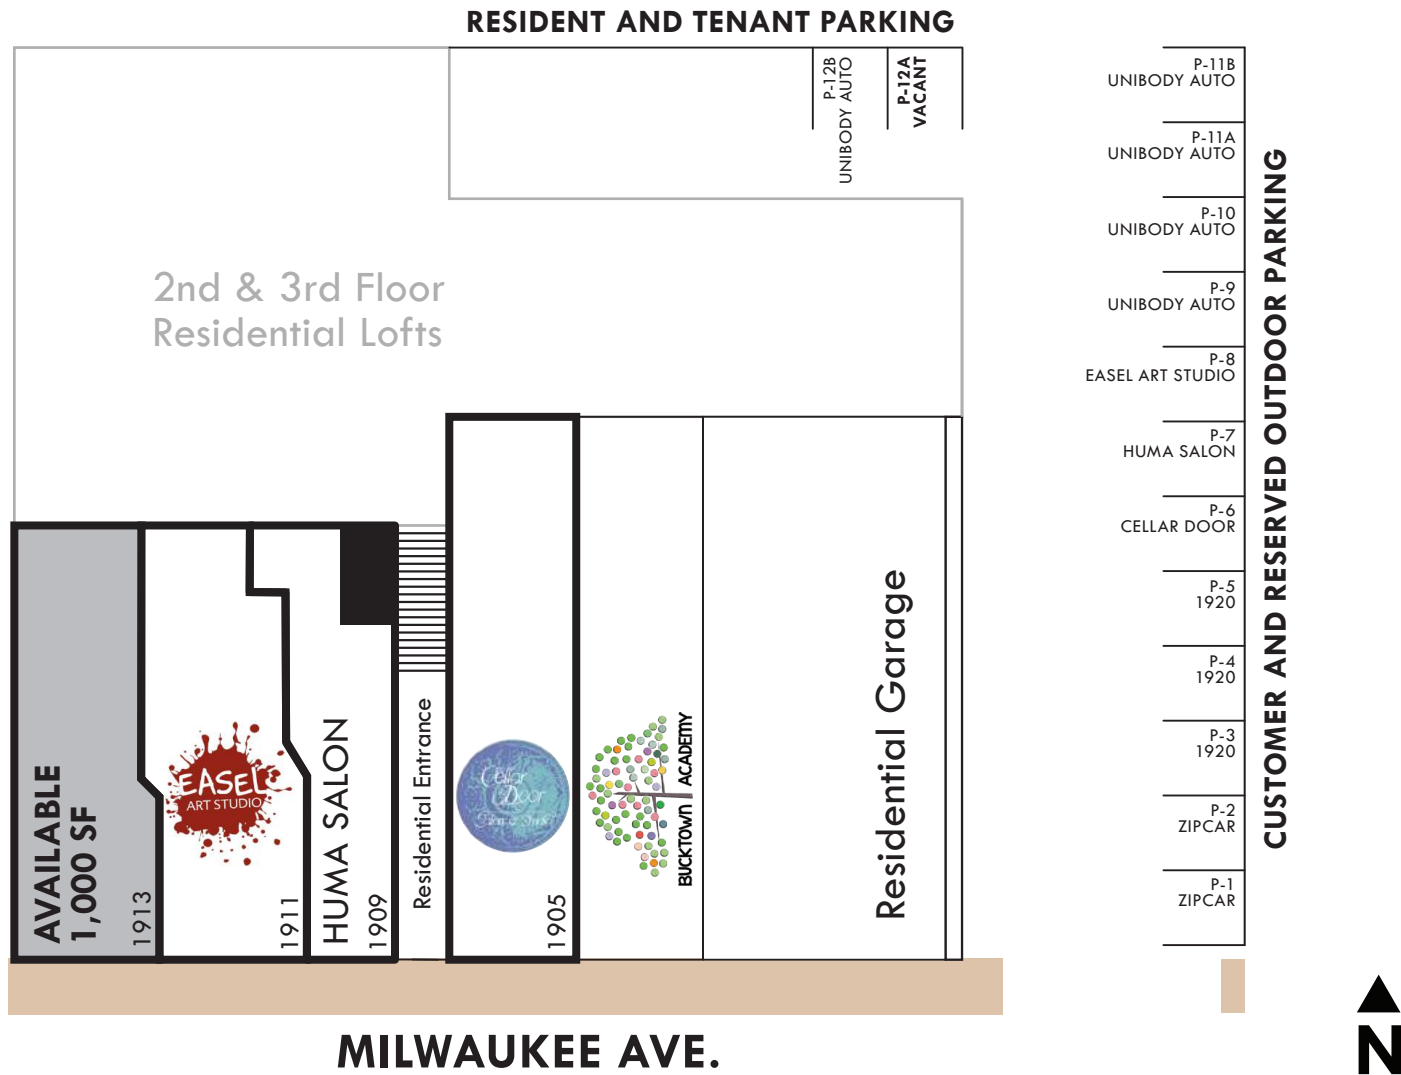 RESIDENT AND TENANT PARKING
P-12B
UNIBODY AUTO
P-12A
VACANT
P-11B
UNIBODY AUTO
P-11A
UNIBODY AUTO
P-10
UNIBODY AUTO
P-9
UNIBODY AUTO
P-8
EASEL ART STUDIO
P-7
HUMA SALON
P-6
CELLAR DOOR
P-5
1920
P-4
1920
P-3
1920
P-2
ZIPCAR
P-1
ZIPCAR
CUSTOMER AND RESERVED OUTDOOR PARKING
2nd & 3rd Floor
Residential Lofts
AVAILABLE
1,000 SF
1913
EASEL
ART STUDIO
1911
HUMA SALON
1909
Residential Entrance
Cellar
Door
1905
BUCKTOWN ACADEMY
Residential Garage
MILWAUKEE AVE.
N